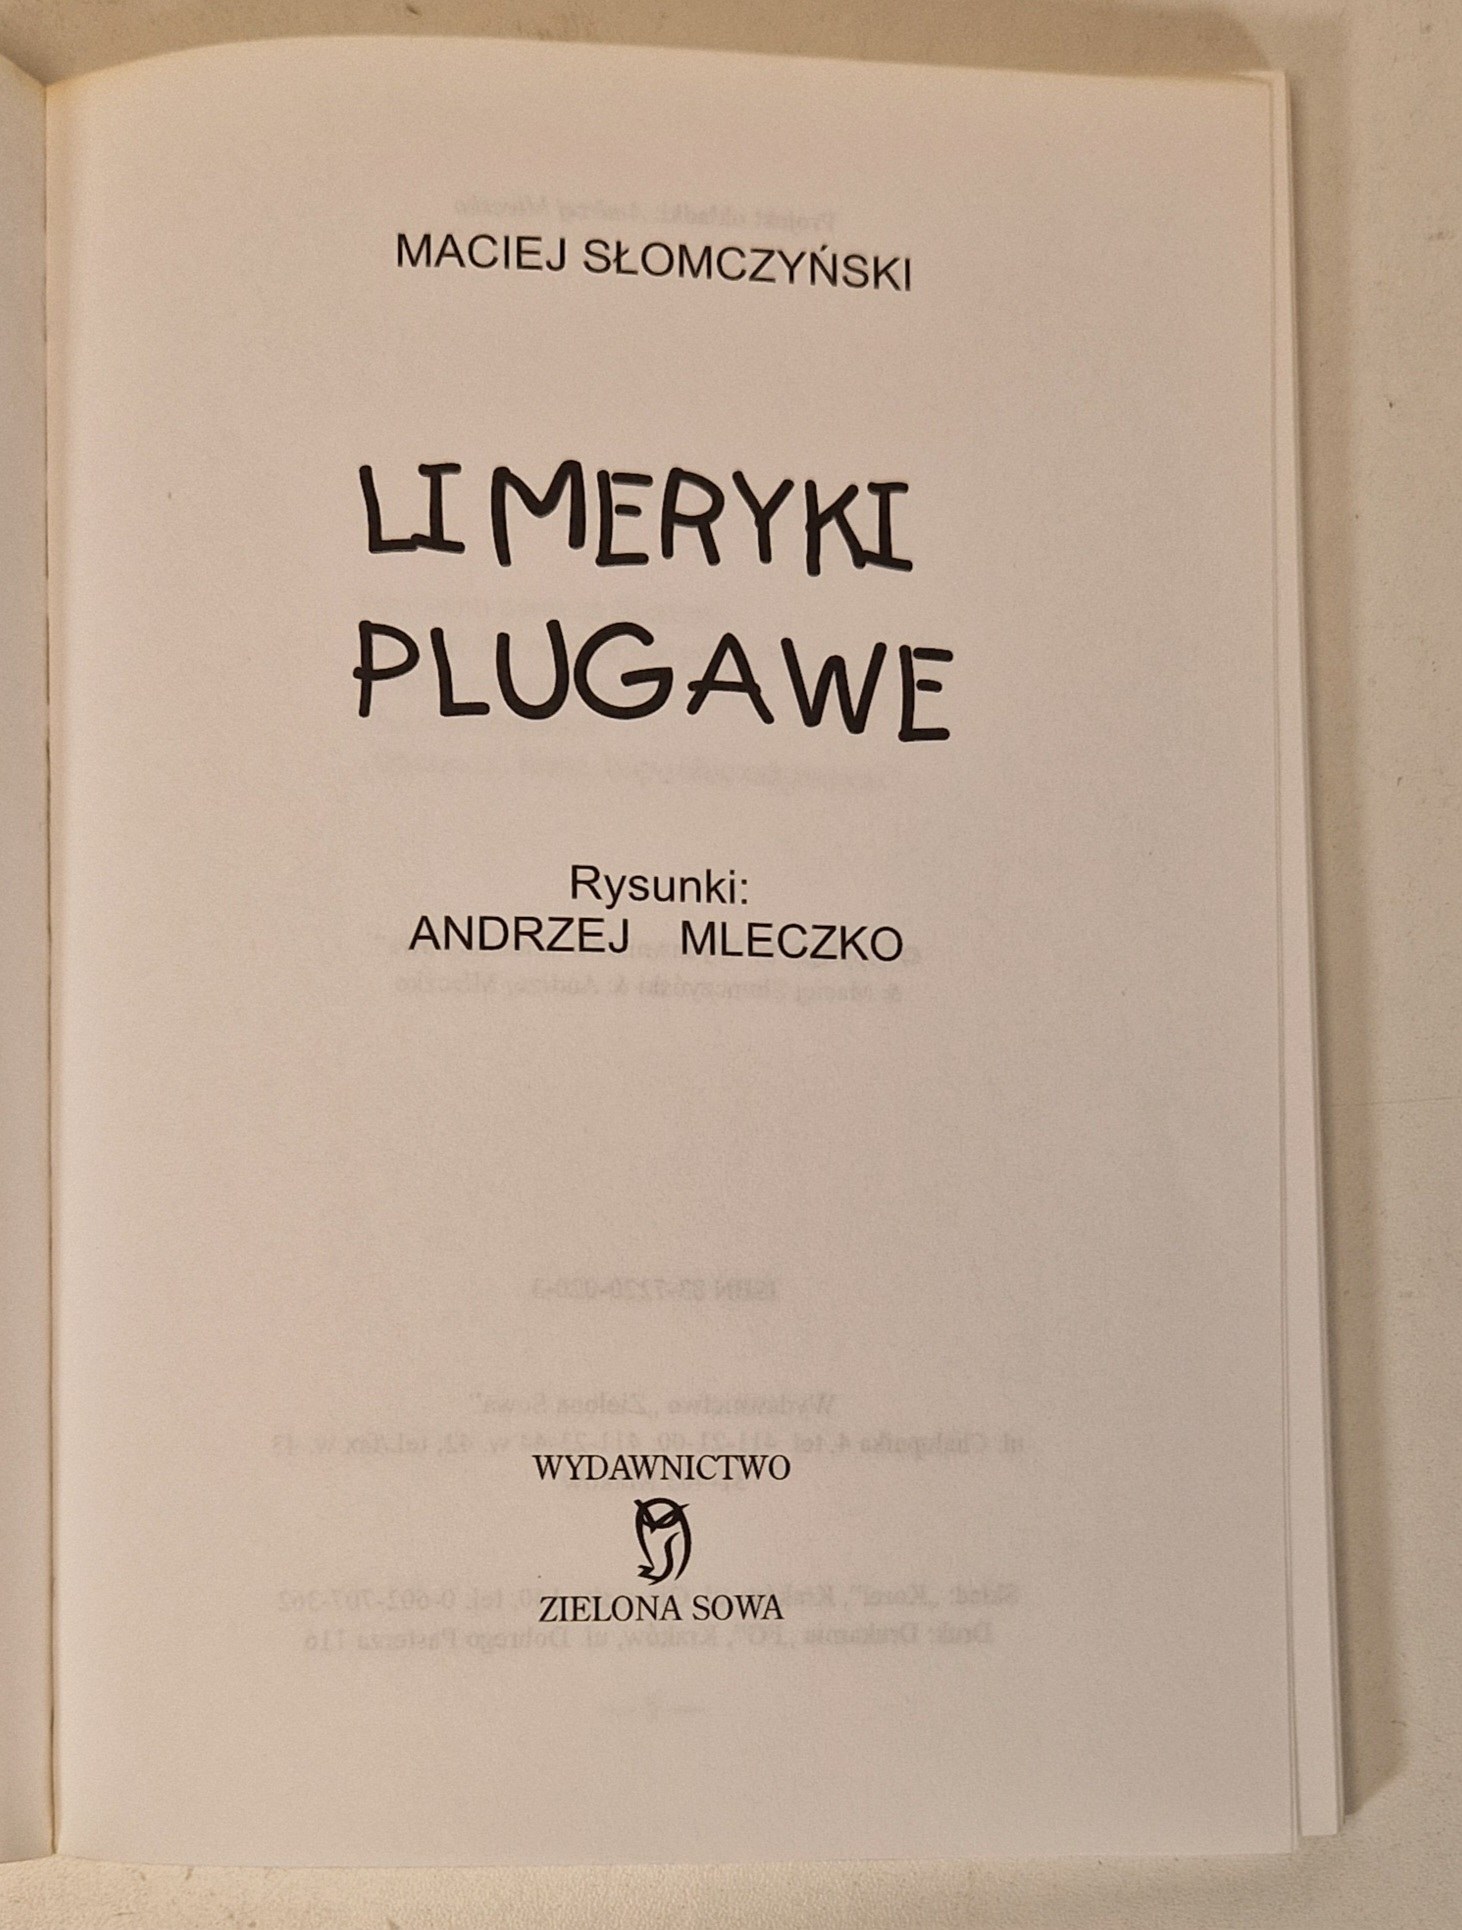 MACIEJ SŁOMCZYŃSKI
LIMERYKI
PLUGAWE
Rysunki:
ANDRZEJ MLECZKO
WYDAWNICTWO
ZIELONA SOWA